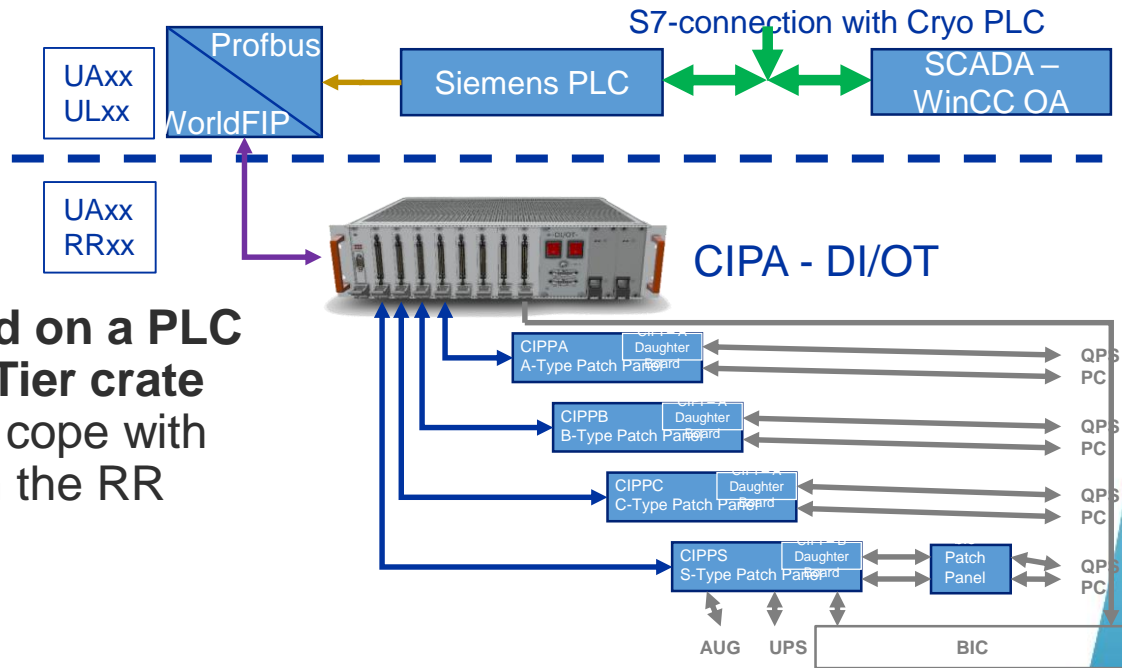 S7-connection with Cryo PLC
UAxx
ULxx
Profbus
WorldFIP
Siemens PLC
SCADA –
WinCC OA
UAxx
RRxx
CIPA - DI/OT
d on a PLC
Tier crate
cope with
the RR
CIPPA
A-Type Patch Panel
Daughter
Board
QPS
PC
CIPPB
B-Type Patch Panel
Daughter
Board
QPS
PC
CIPPC
C-Type Patch Panel
Daughter
Board
QPS
PC
CIPPS
S-Type Patch Panel
Daughter
Board
Patch
Panel
QPS
PC
AUG
UPS
BIC